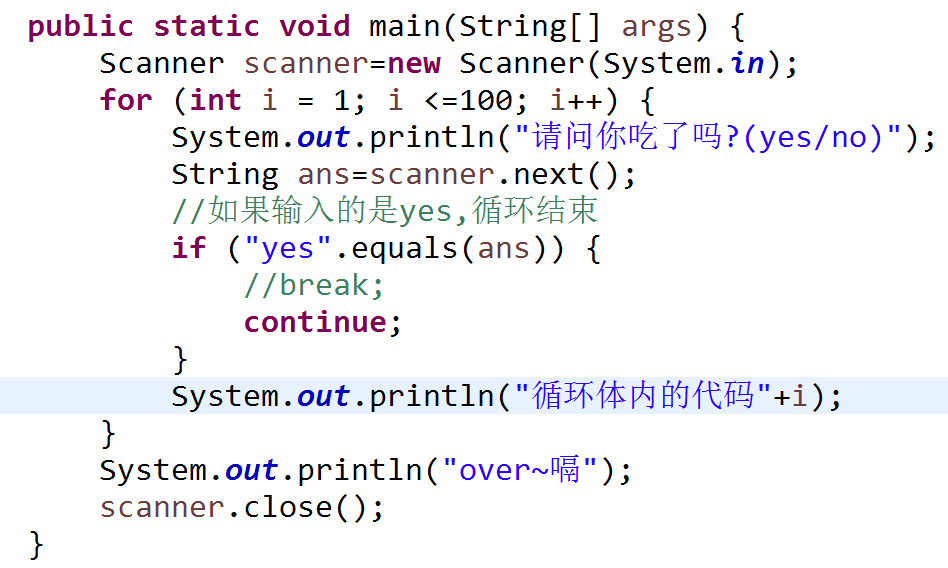 public static void main(String[] args) {
    Scanner scanner=new Scanner(System.in);
    for (int i = 1; i <=100; i++) {
        System.out.println("请问你吃了吗?(yes/no)");
        String ans=scanner.next();
        //如果输入的是yes,循环结束
        if ("yes".equals(ans)) {
            //break;
            continue;
        }
        System.out.println("循环体内的代码"+i);
    }
    System.out.println("over~嗝");
    scanner.close();
}